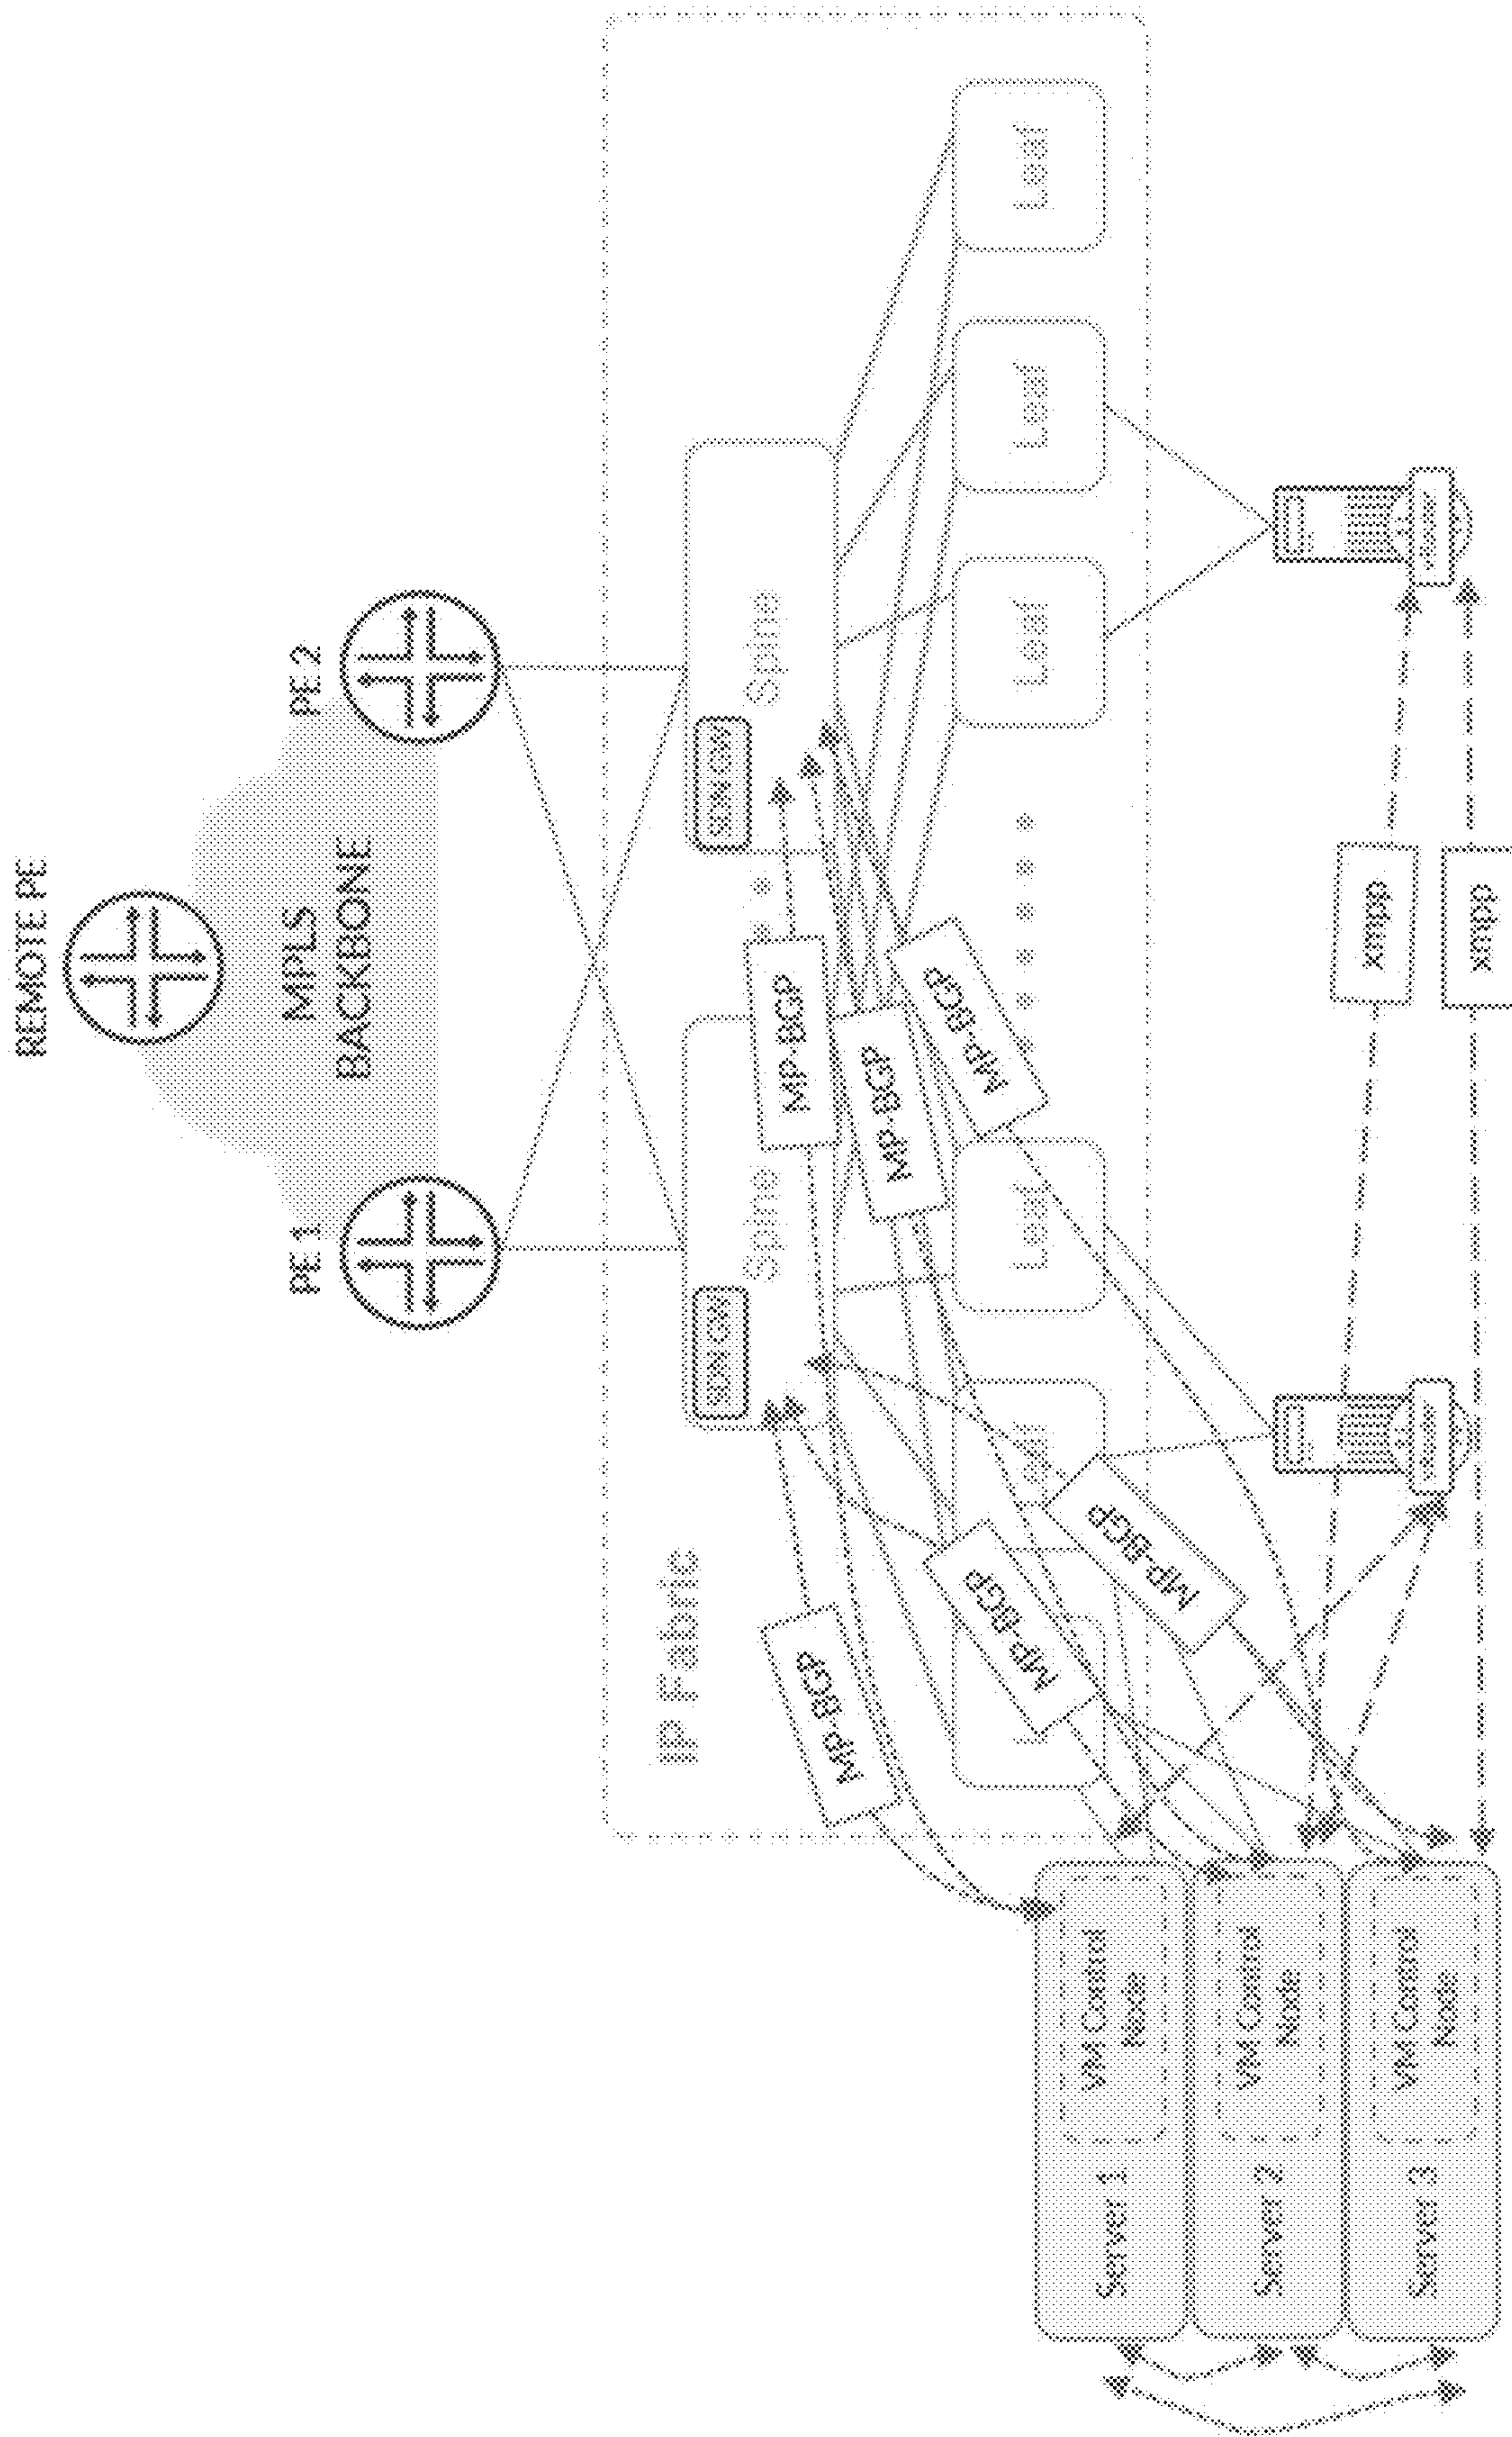 REMOTE PE
MPLS
BACKBONE
PE 1
PE 2
IP Fabric
SDN GW
SDN GW
Spine
Spine
MP-BGP
MP-BGP
MP-BGP
MP-BGP
MP-BGP
MP-BGP
Leaf
Leaf
Leaf
Leaf
Server 1
VM Control
Node
Server 2
VM Control
Node
Server 3
VM Control
Node
xmpp
xmpp